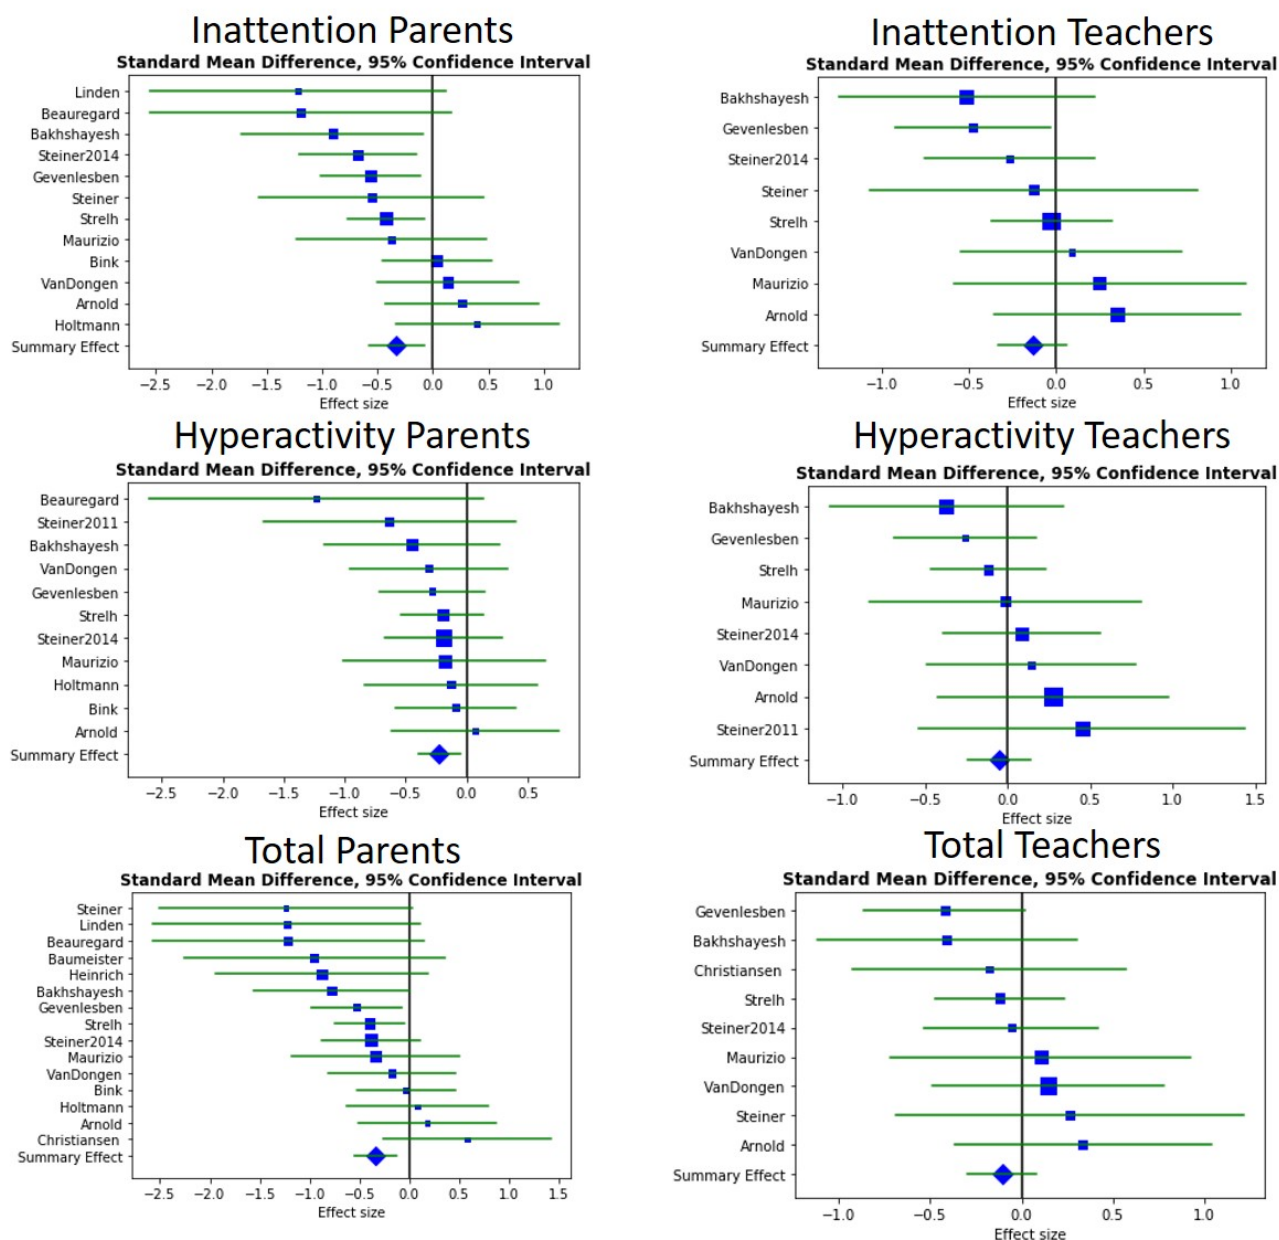 Inattention Parents
Standard Mean Difference, 95% Confidence Interval
Linden
Beauregard
Bakhshayesh
Steiner2014
Gevenlesben
Steiner
Strelh
Maurizio
Bink
VanDongen
Arnold
Holtmann
Summary Effect
−2.5 −2.0 −1.5 −1.0 −0.5 0.0 0.5 1.0
Effect size
Inattention Teachers
Standard Mean Difference, 95% Confidence Interval
Bakhshayesh
Gevenlesben
Steiner2014
Steiner
Strelh
VanDongen
Maurizio
Arnold
Summary Effect
−1.0 −0.5 0.0 0.5 1.0
Effect size
Hyperactivity Parents
Standard Mean Difference, 95% Confidence Interval
Beauregard
Steiner2011
Bakhshayesh
VanDongen
Gevenlesben
Strelh
Steiner2014
Maurizio
Holtmann
Bink
Arnold
Summary Effect
−2.5 −2.0 −1.5 −1.0 −0.5 0.0 0.5
Effect size
Hyperactivity Teachers
Standard Mean Difference, 95% Confidence Interval
Bakhshayesh
Gevenlesben
Strelh
Maurizio
Steiner2014
VanDongen
Arnold
Steiner2011
Summary Effect
−1.0 −0.5 0.0 0.5 1.0 1.5
Effect size
Total Parents
Standard Mean Difference, 95% Confidence Interval
Steiner
Linden
Beauregard
Baumeister
Heinrich
Bakhshayesh
Gevenlesben
Strelh
Steiner2014
Maurizio
VanDongen
Bink
Holtmann
Arnold
Christiansen
Summary Effect
−2.5 −2.0 −1.5 −1.0 −0.5 0.0 0.5 1.0 1.5
Effect size
Total Teachers
Standard Mean Difference, 95% Confidence Interval
Gevenlesben
Bakhshayesh
Christiansen
Strelh
Steiner2014
Maurizio
VanDongen
Steiner
Arnold
Summary Effect
−1.0 −0.5 0.0 0.5 1.0
Effect size